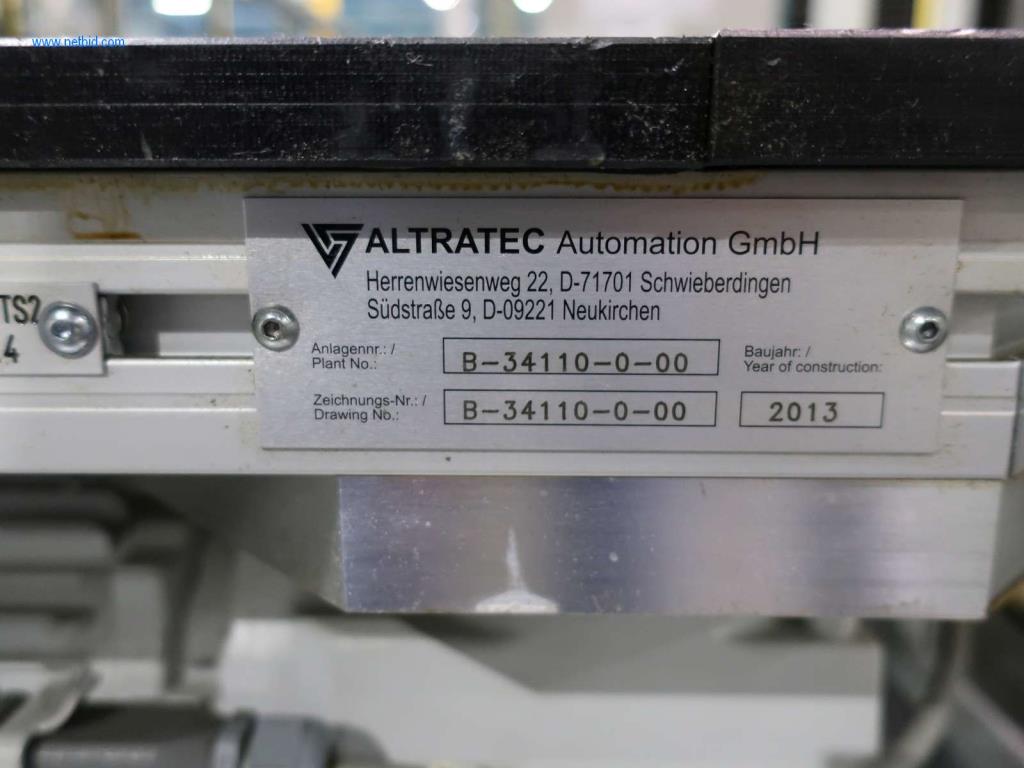 www.netbid.com
TS2
4
ALTRATEC Automation GmbH
Herrenwiesenweg 22, D-71701 Schwieberdingen
Südstraße 9, D-09221 Neukirchen
Anlagennr.: /
Plant No.:
B-34110-0-00
Baujahr: /
Year of construction:
Zeichnungs-Nr.: /
Drawing No.:
B-34110-0-00
2013